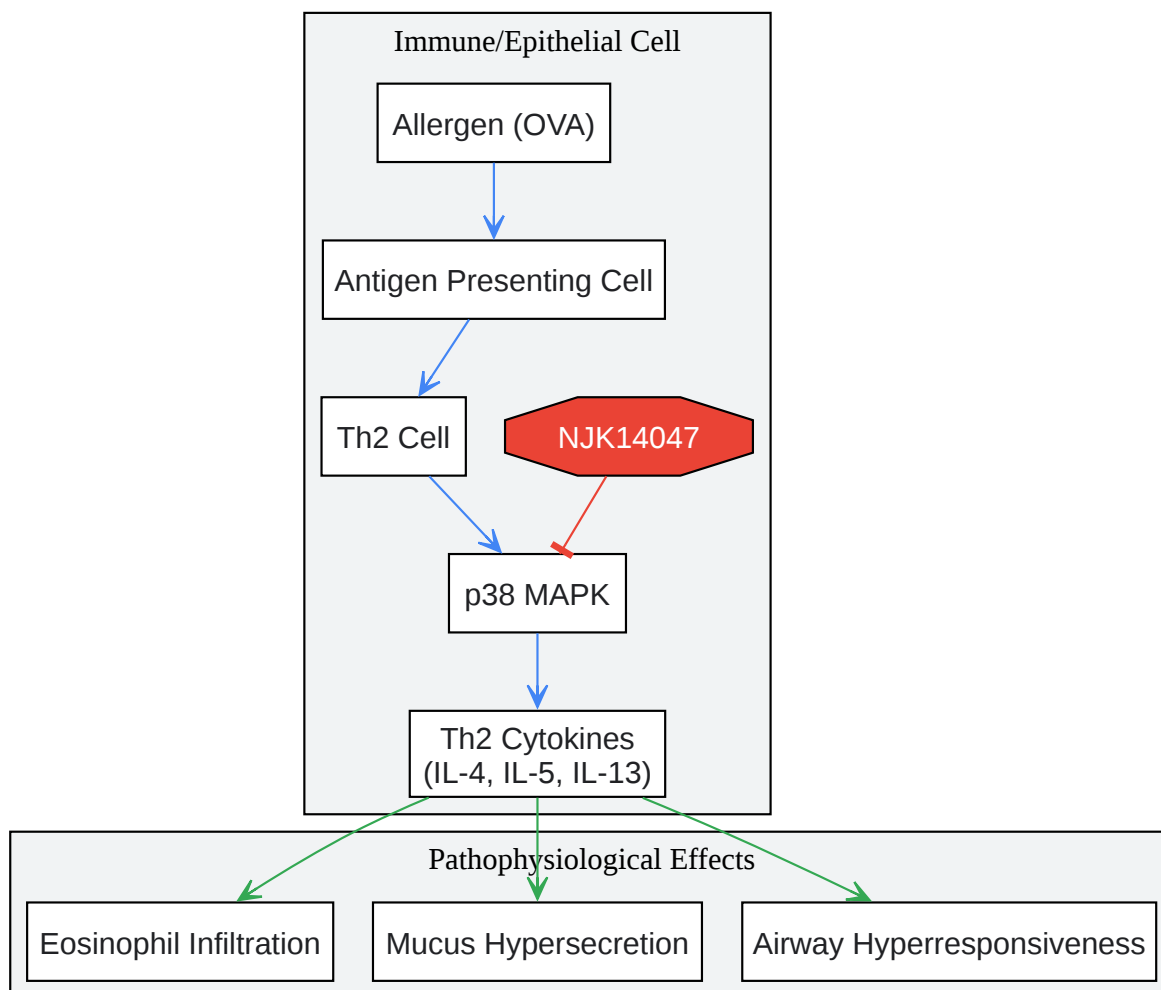 Immune/Epithelial Cell
Allergen (OVA)
Antigen Presenting Cell
Th2 Cell
NJK14047
p38 MAPK
Th2 Cytokines
(IL-4, IL-5, IL-13)
Pathophysiological Effects
Eosinophil Infiltration
Mucus Hypersecretion
Airway Hyperresponsiveness